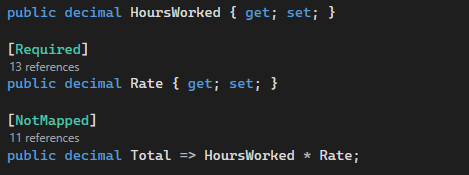 public decimal HoursWorked { get; set; }
[Required]
13 references
public decimal Rate { get; set; }
[NotMapped]
11 references
public decimal Total => HoursWorked * Rate;